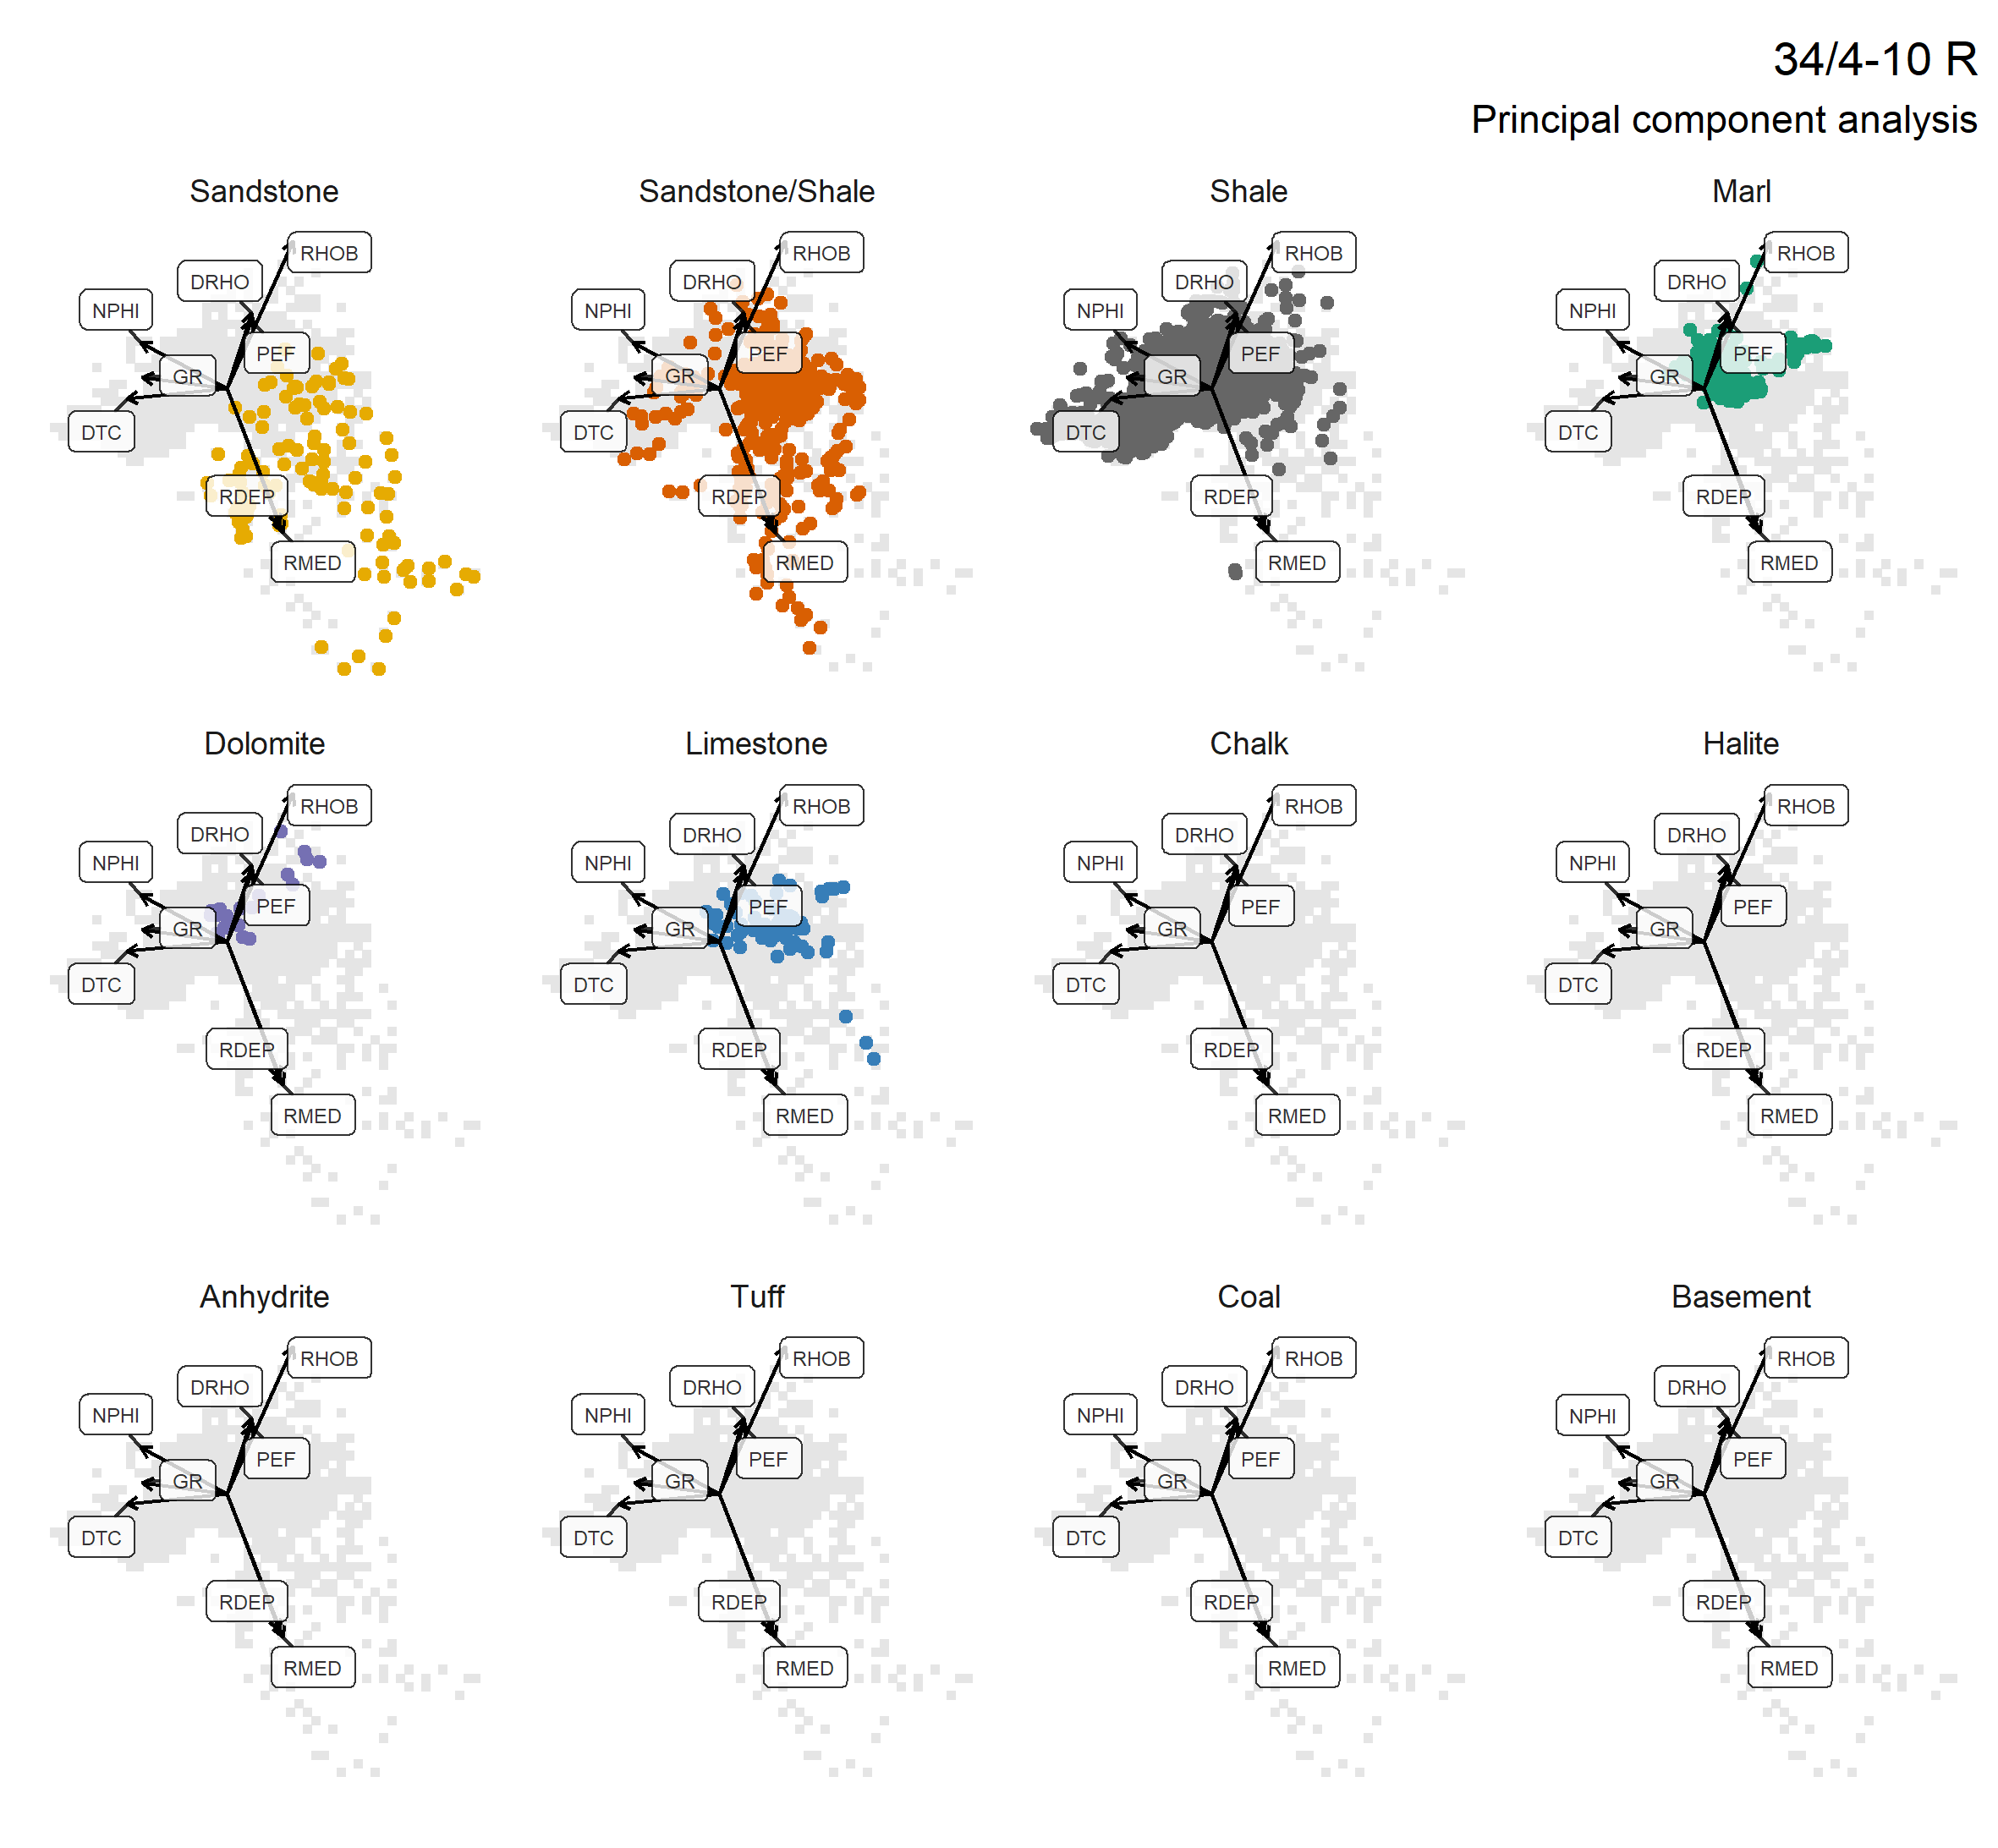 34/4-10 R
Principal component analysis
Sandstone
RHOB
DRHO
NPHI
PEF
GR
DTC
RDEP
RMED
Sandstone/Shale
RHOB
DRHO
NPHI
PEF
GR
DTC
RDEP
RMED
Shale
RHOB
DRHO
NPHI
PEF
GR
DTC
RDEP
RMED
Marl
RHOB
DRHO
NPHI
PEF
GR
DTC
RDEP
RMED
Dolomite
RHOB
DRHO
NPHI
PEF
GR
DTC
RDEP
RMED
Limestone
RHOB
DRHO
NPHI
PEF
GR
DTC
RDEP
RMED
Chalk
RHOB
DRHO
NPHI
PEF
GR
DTC
RDEP
RMED
Halite
RHOB
DRHO
NPHI
PEF
GR
DTC
RDEP
RMED
Anhydrite
RHOB
DRHO
NPHI
PEF
GR
DTC
RDEP
RMED
Tuff
RHOB
DRHO
NPHI
PEF
GR
DTC
RDEP
RMED
Coal
RHOB
DRHO
NPHI
PEF
GR
DTC
RDEP
RMED
Basement
RHOB
DRHO
NPHI
PEF
GR
DTC
RDEP
RMED